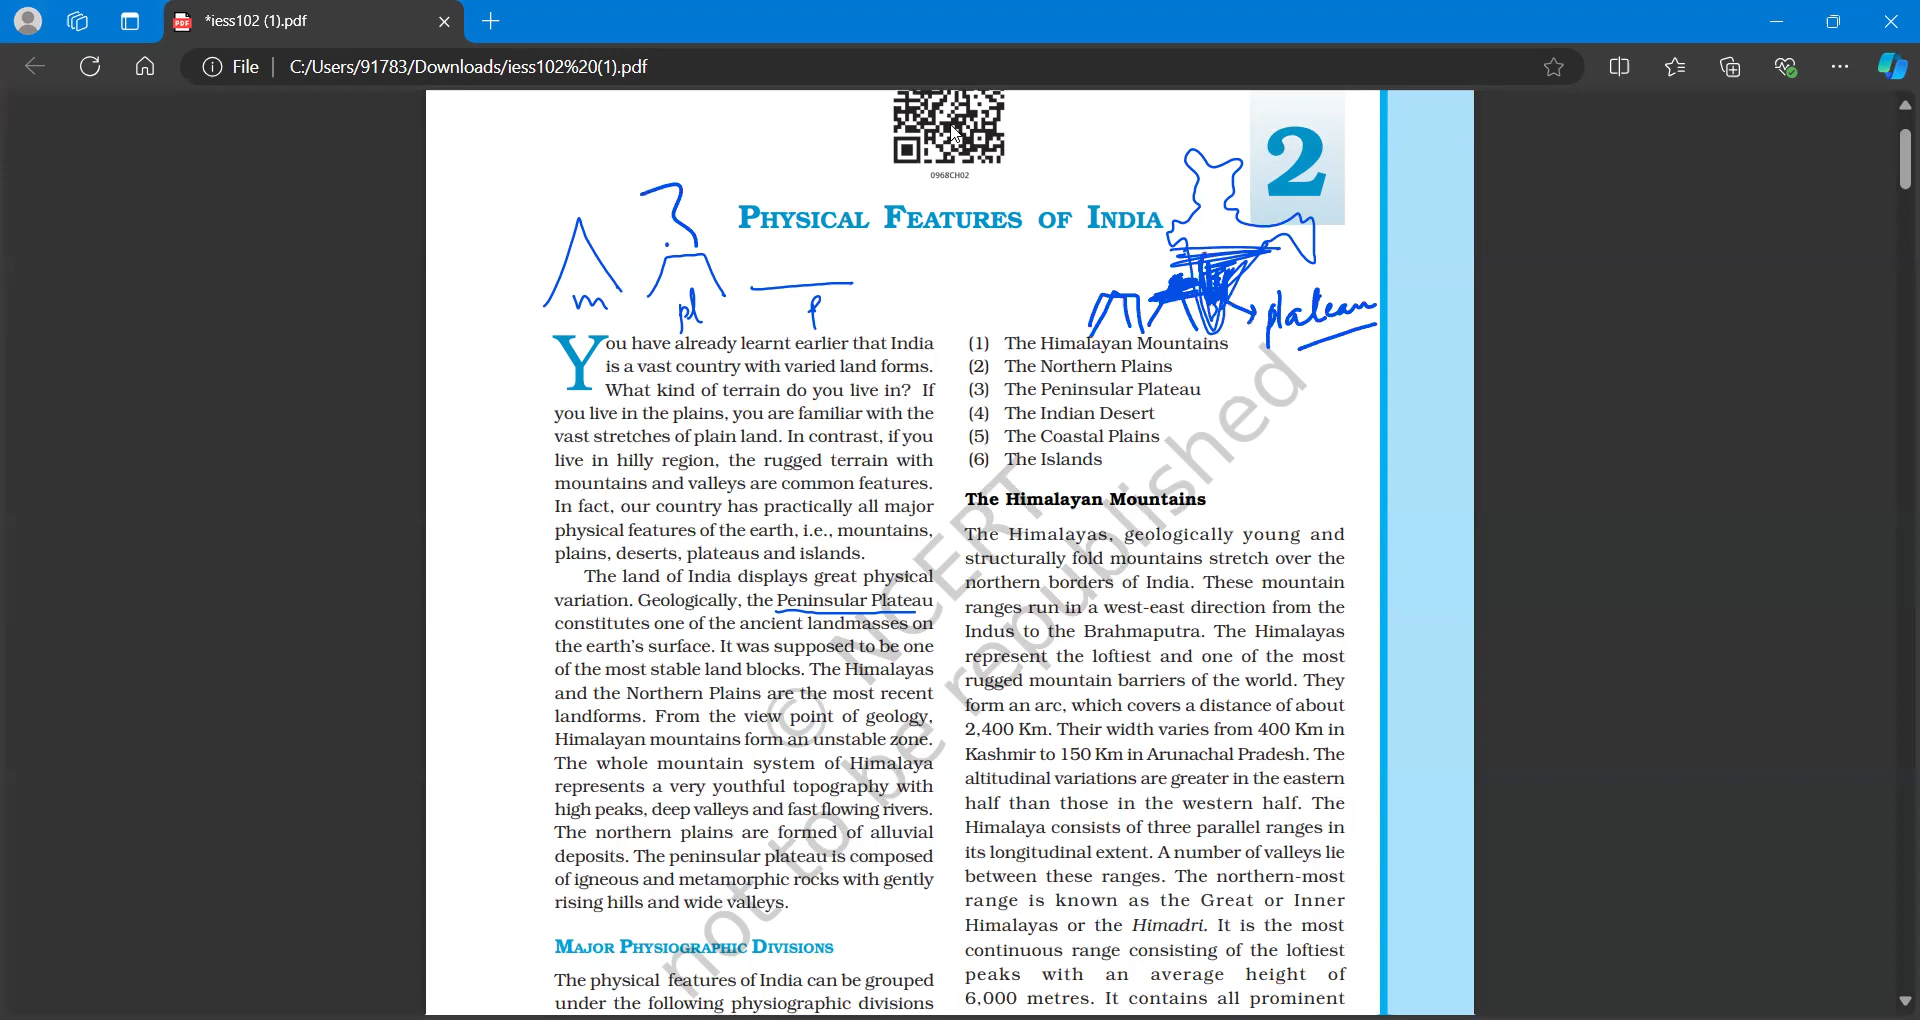 *iess102 (1).pdf
File | C:/Users/91783/Downloads/iess102%20(1).pdf
0968CH02
2
PHYSICAL FEATURES OF INDIA
m
pl
p
plateau
You have already learnt earlier that India
is a vast country with varied land forms.
What kind of terrain do you live in? If
you live in the plains, you are familiar with the
vast stretches of plain land. In contrast, if you
live in hilly region, the rugged terrain with
mountains and valleys are common features.
In fact, our country has practically all major
physical features of the earth, i.e., mountains,
plains, deserts, plateaus and islands.
The land of India displays great physical
variation. Geologically, the Peninsular Plateau
constitutes one of the ancient landmasses on
the earth's surface. It was supposed to be one
of the most stable land blocks. The Himalayas
and the Northern Plains are the most recent
landforms. From the view point of geology,
Himalayan mountains form an unstable zone.
The whole mountain system of Himalaya
represents a very youthful topography with
high peaks, deep valleys and fast flowing rivers.
The northern plains are formed of alluvial
deposits. The peninsular plateau is composed
of igneous and metamorphic rocks with gently
rising hills and wide valleys.
MAJOR PHYSIOGRAPHIC DIVISIONS
The physical features of India can be grouped
under the following physiographic divisions
(1) The Himalayan Mountains
(2) The Northern Plains
(3) The Peninsular Plateau
(4) The Indian Desert
(5) The Coastal Plains
(6) The Islands
The Himalayan Mountains
The Himalayas, geologically young and
structurally fold mountains stretch over the
northern borders of India. These mountain
ranges run in a west-east direction from the
Indus to the Brahmaputra. The Himalayas
represent the loftiest and one of the most
rugged mountain barriers of the world. They
form an arc, which covers a distance of about
2,400 Km. Their width varies from 400 Km in
Kashmir to 150 Km in Arunachal Pradesh. The
altitudinal variations are greater in the eastern
half than those in the western half. The
Himalaya consists of three parallel ranges in
its longitudinal extent. A number of valleys lie
between these ranges. The northern-most
range is known as the Great or Inner
Himalayas or the Himadri. It is the most
continuous range consisting of the loftiest
peaks with an average height of
6,000 metres. It contains all prominent
© NCERT
not to be republished